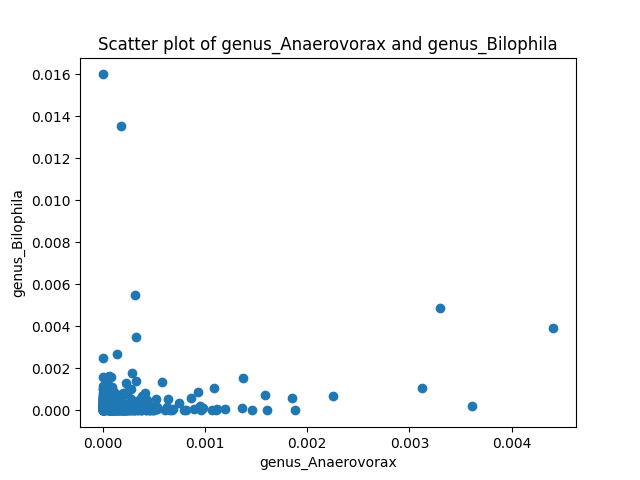 Scatter plot of genus_Anaerovorax and genus_Bilophila
0.016
0.014
0.012
0.010
0.008
0.006
0.004
0.002
0.000
genus_Bilophila
0.000 0.001 0.002 0.003 0.004
genus_Anaerovorax